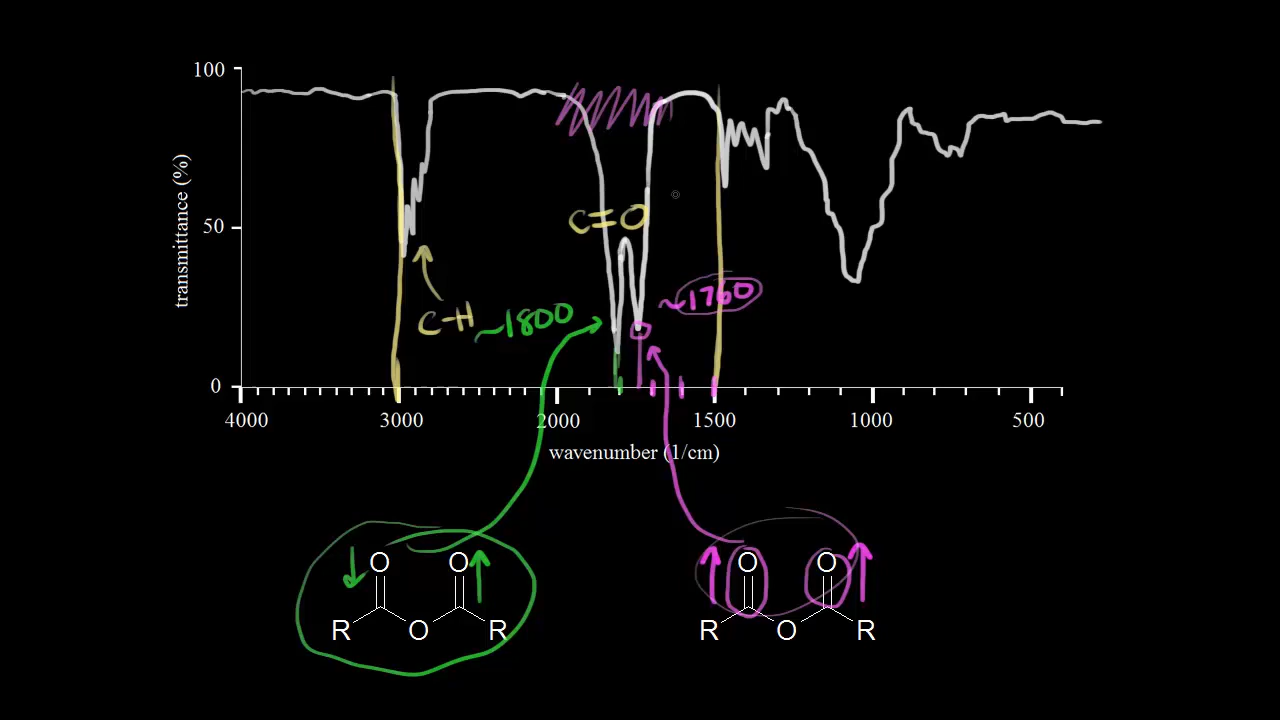 100
transmittance (%)
50
0
C=O
~1760
C-H
~1800
4000 3000 2000 1500 1000 500
wavenumber (1/cm)
O O
R O R
O O
R O R